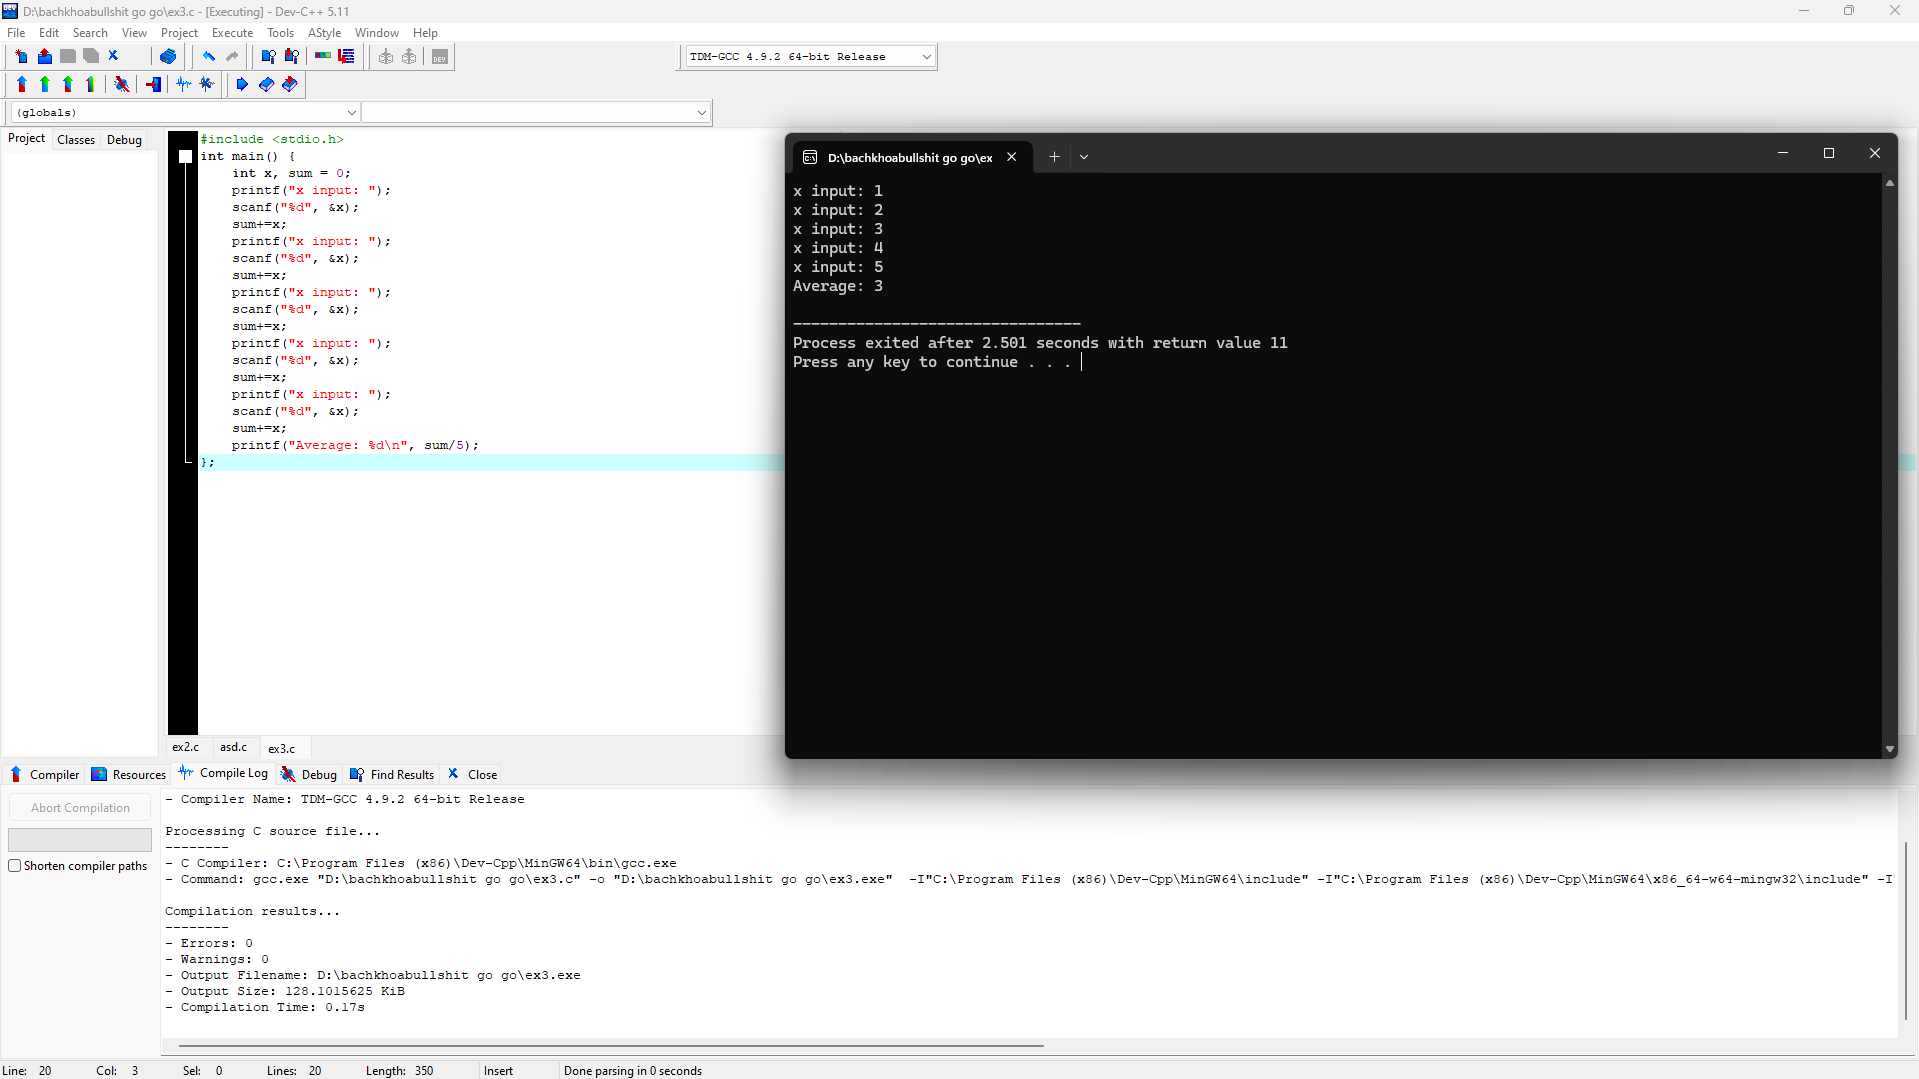 D:\bachkhoabullshit go go\ex3.c - [Executing] - Dev-C++ 5.11
File Edit Search View Project Execute Tools AStyle Window Help
TDM-GCC 4.9.2 64-bit Release
(globals)
Project Classes Debug
#include <stdio.h>
int main() {
    int x, sum = 0;
    printf("x input: ");
    scanf("%d", &x);
    sum+=x;
    printf("x input: ");
    scanf("%d", &x);
    sum+=x;
    printf("x input: ");
    scanf("%d", &x);
    sum+=x;
    printf("x input: ");
    scanf("%d", &x);
    sum+=x;
    printf("x input: ");
    scanf("%d", &x);
    sum+=x;
    printf("Average: %d\n", sum/5);
};
D:\bachkhoabullshit go go\ex
x input: 1
x input: 2
x input: 3
x input: 4
x input: 5
Average: 3
--------------------------------
Process exited after 2.501 seconds with return value 11
Press any key to continue . . .
ex2.c asd.c ex3.c
Compiler Resources Compile Log Debug Find Results Close
Abort Compilation
Shorten compiler paths
- Compiler Name: TDM-GCC 4.9.2 64-bit Release
Processing C source file...
--------
- C Compiler: C:\Program Files (x86)\Dev-Cpp\MinGW64\bin\gcc.exe
- Command: gcc.exe "D:\bachkhoabullshit go go\ex3.c" -o "D:\bachkhoabullshit go go\ex3.exe"  -I"C:\Program Files (x86)\Dev-Cpp\MinGW64\include" -I"C:\Program Files (x86)\Dev-Cpp\MinGW64\x86_64-w64-mingw32\include" -I"
Compilation results...
--------
- Errors: 0
- Warnings: 0
- Output Filename: D:\bachkhoabullshit go go\ex3.exe
- Output Size: 128.1015625 KiB
- Compilation Time: 0.17s
Line: 20 Col: 3 Sel: 0 Lines: 20 Length: 350 Insert Done parsing in 0 seconds